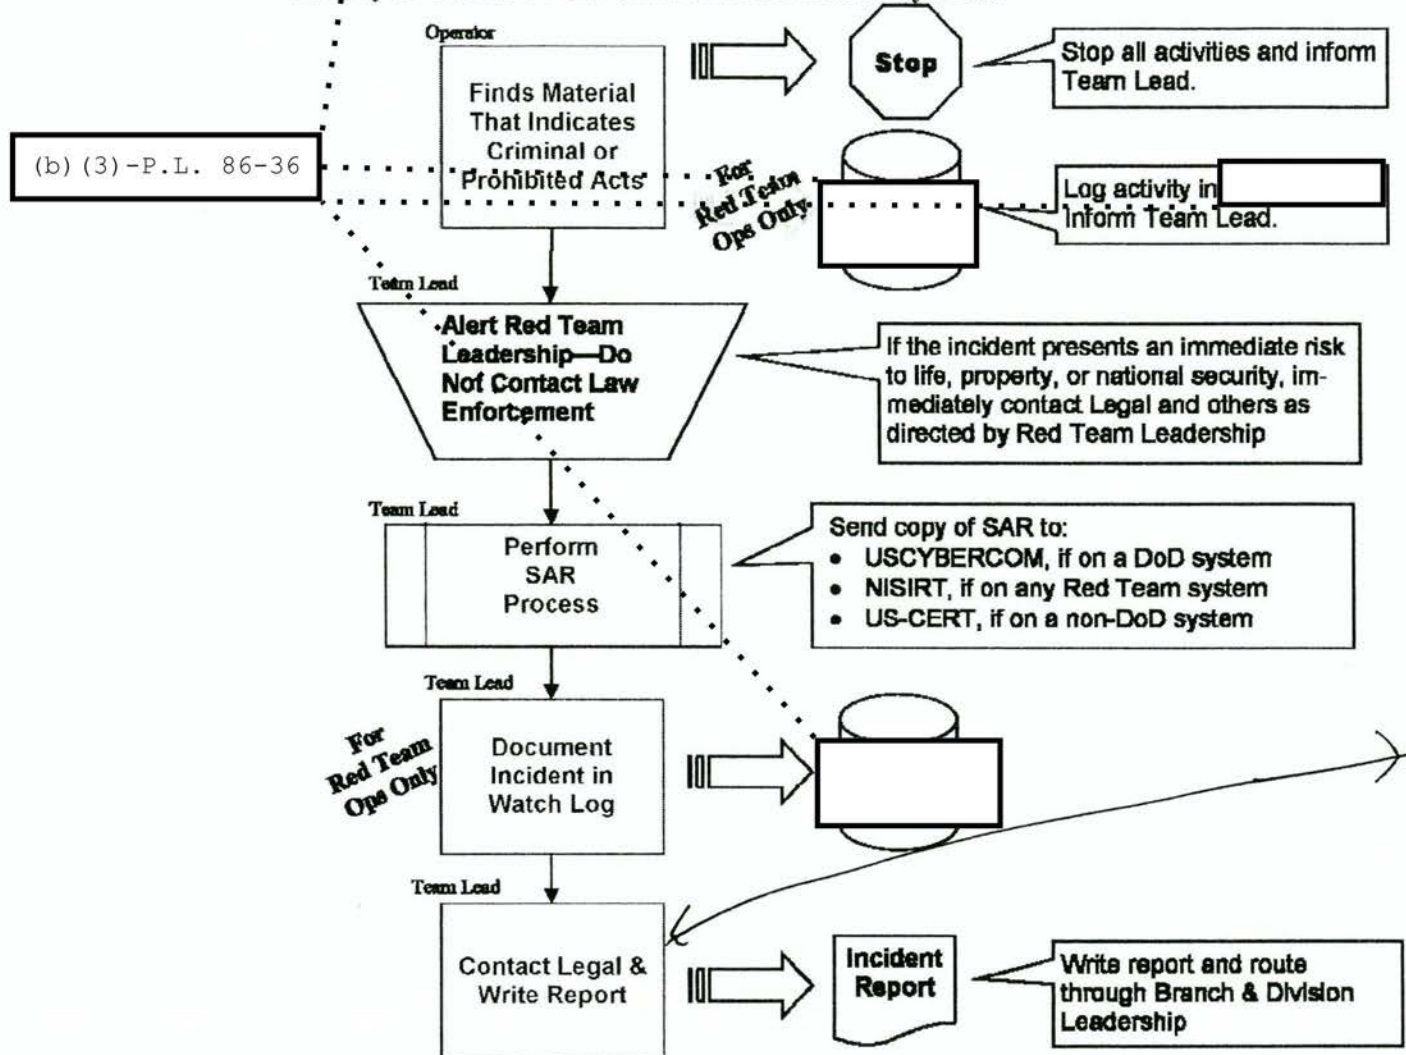 Operator
Finds Material
That Indicates
Criminal or
Prohibited Acts
Stop
Stop all activities and inform
Team Lead.
(b)(3)-P.L. 86-36
For
Red Team
Ops Only
Log activity in
Inform Team Lead.
Team Lead
Alert Red Team
Leadership—Do
Not Contact Law
Enforcement
If the incident presents an immediate risk
to life, property, or national security, im-
mediately contact Legal and others as
directed by Red Team Leadership
Team Lead
Perform
SAR
Process
Send copy of SAR to:
• USCYBERCOM, if on a DoD system
• NISIRT, if on any Red Team system
• US-CERT, if on a non-DoD system
Team Lead
For
Red Team
Ops Only
Document
Incident in
Watch Log
Team Lead
Contact Legal &
Write Report
Incident
Report
Write report and route
through Branch & Division
Leadership